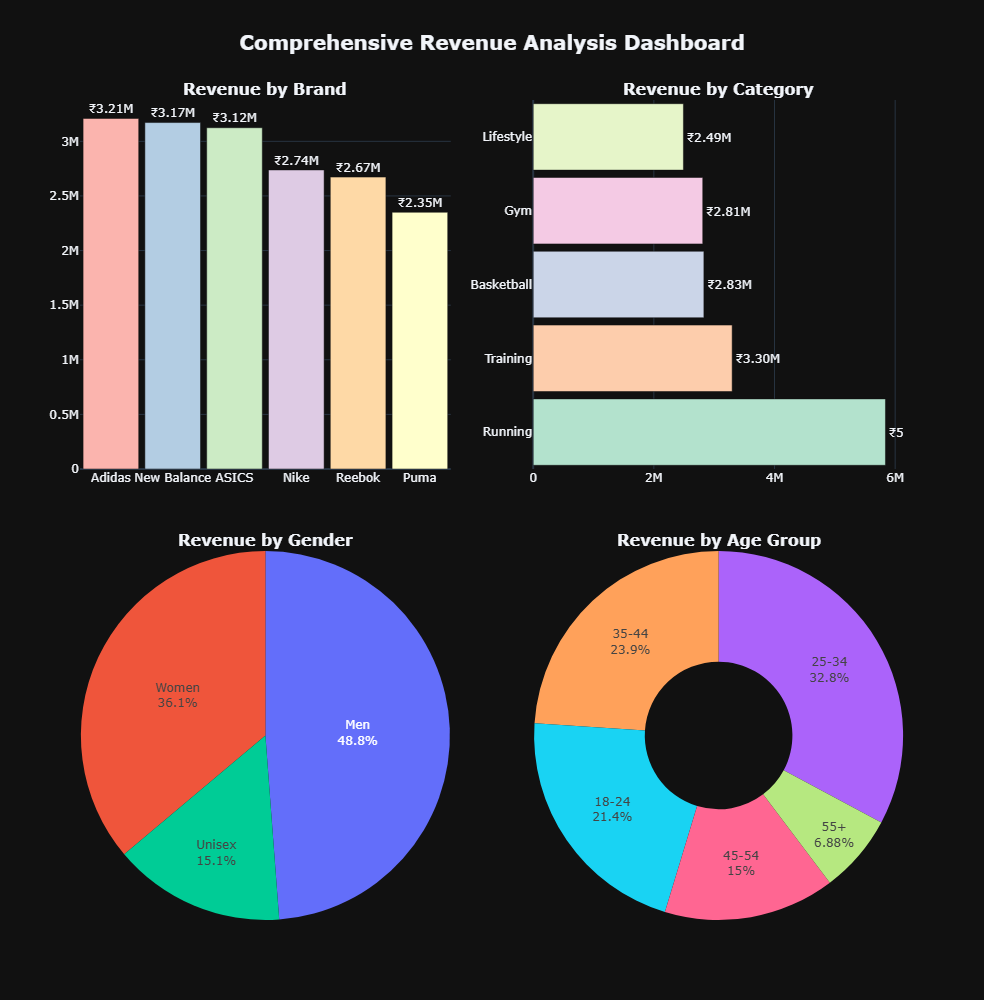 Comprehensive Revenue Analysis Dashboard
Revenue by Brand
₹3.21M
₹3.17M
₹3.12M
₹2.74M
₹2.67M
₹2.35M
3M
2.5M
2M
1.5M
1M
0.5M
0
Adidas New Balance ASICS Nike Reebok Puma
Revenue by Category
Lifestyle ₹2.49M
Gym ₹2.81M
Basketball ₹2.83M
Training ₹3.30M
Running ₹5
0 2M 4M 6M
Revenue by Gender
Women
36.1%
Men
48.8%
Unisex
15.1%
Revenue by Age Group
35-44
23.9%
25-34
32.8%
18-24
21.4%
55+
6.88%
45-54
15%